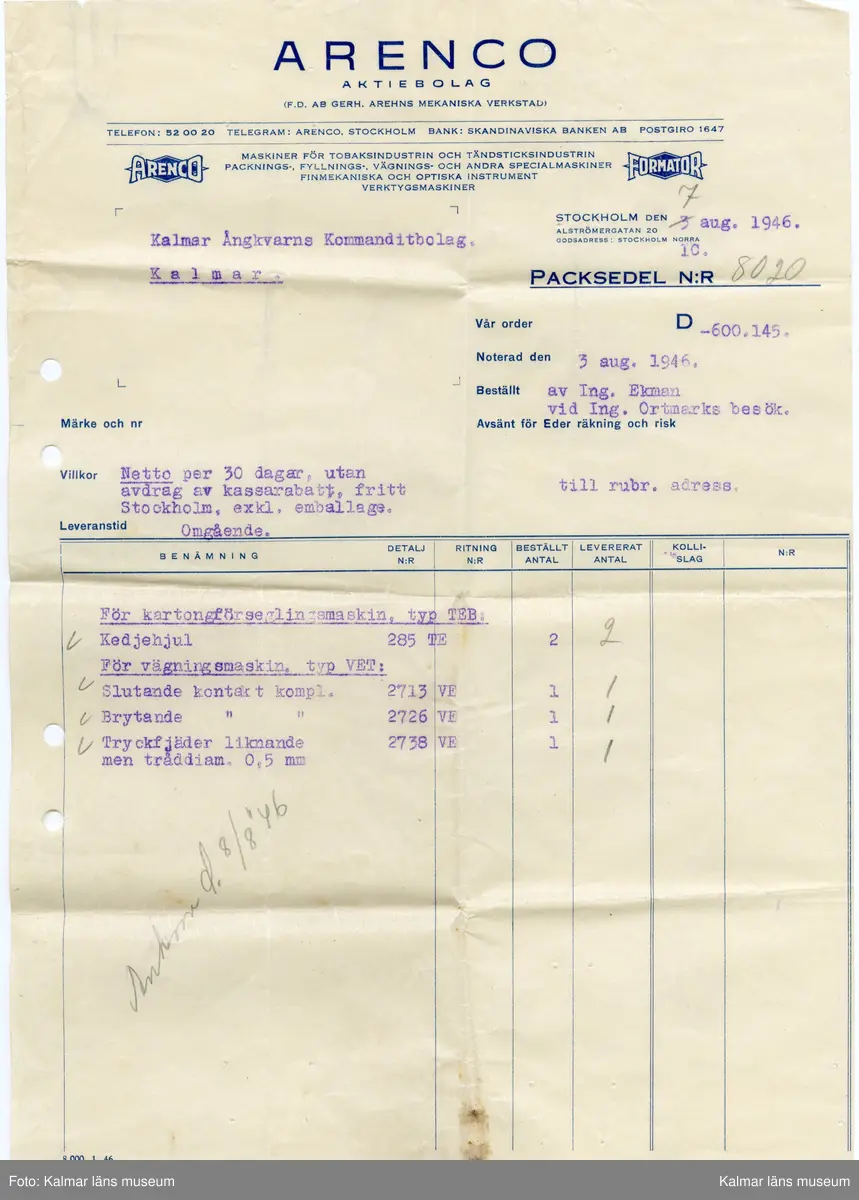 ARENCO
AKTIEBOLAG
(F.D. AB GERH. AREHNS MEKANISKA VERKSTAD)
TELEFON: 52 00 20 TELEGRAM: ARENCO, STOCKHOLM BANK: SKANDINAVISKA BANKEN AB POSTGIRO 1647
ARENCO
MASKINER FÖR TOBAKSINDUSTRIN OCH TÄNDSTICKSINDUSTRIN
PACKNINGS-, FYLLNINGS-, VÄGNINGS- OCH ANDRA SPECIALMASKINER
FINMEKANISKA OCH OPTISKA INSTRUMENT
VERKTYGSMASKINER
FORMATOR
7
STOCKHOLM DEN 3 aug. 1946.
ALSTRÖMERGATAN 20
GODSADRESS: STOCKHOLM NORRA
10.
Kalmar Ångkvarns Kommanditbolag.
Kalmar.
PACKSEDEL N:R 8020
Vår order D -600.145.
Noterad den 3 aug. 1946.
Beställt av Ing. Ekman
vid Ing. Ortmarks besök.
Märke och nr
Avsänt för Eder räkning och risk
till rubr. adress.
Villkor Netto per 30 dagar, utan
avdrag av kassarabatt, fritt
Stockholm, exkl. emballage.
Leveranstid Omgående.
BENÄMNING DETALJ N:R RITNING N:R BESTÄLLT ANTAL LEVERERAT ANTAL KOLLI-SLAG N:R
För kartongförseglingsmaskin, typ TEB:
Kedjehjul 285 TE 2 2
För vägningsmaskin, typ VET:
Slutande kontakt kompl. 2713 VE 1 1
Brytande " " 2726 VE 1 1
Tryckfjäder liknande 2738 VE 1 1
men tråddiam. 0,5 mm
Ankom d. 8/8 46
8.000. 1. 46
Foto: Kalmar läns museum
Kalmar läns museum